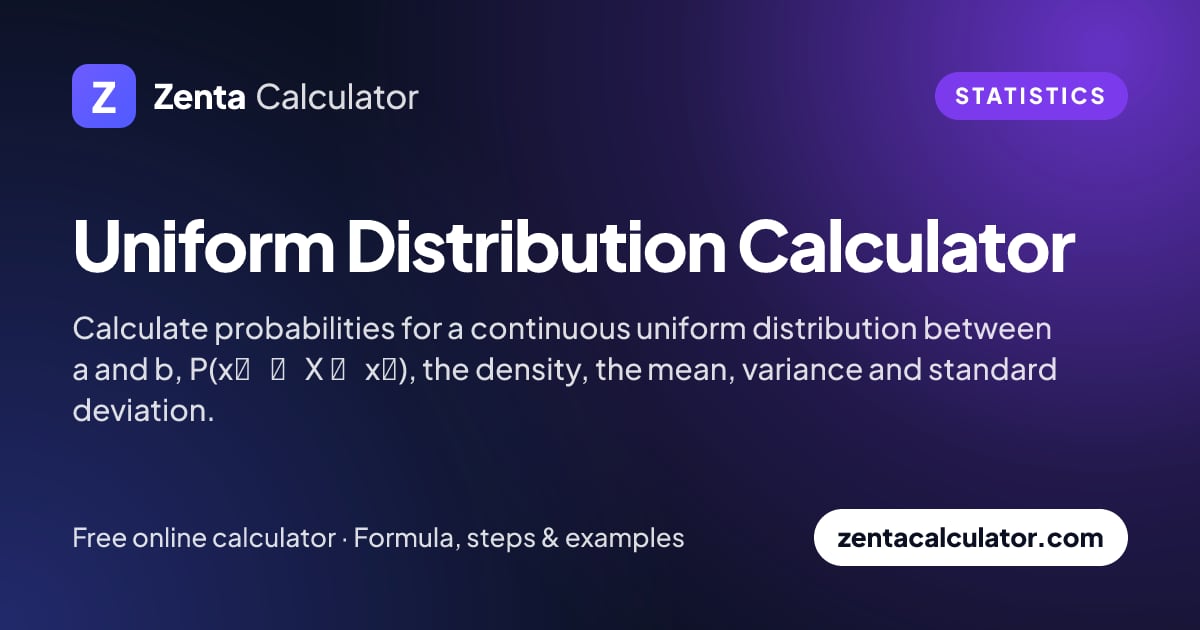 Z Zenta Calculator
STATISTICS
Uniform Distribution Calculator
Calculate probabilities for a continuous uniform distribution between
a and b, P(x▯ ▯ X ▯ x▯), the density, the mean, variance and standard
deviation.
Free online calculator · Formula, steps & examples
zentacalculator.com